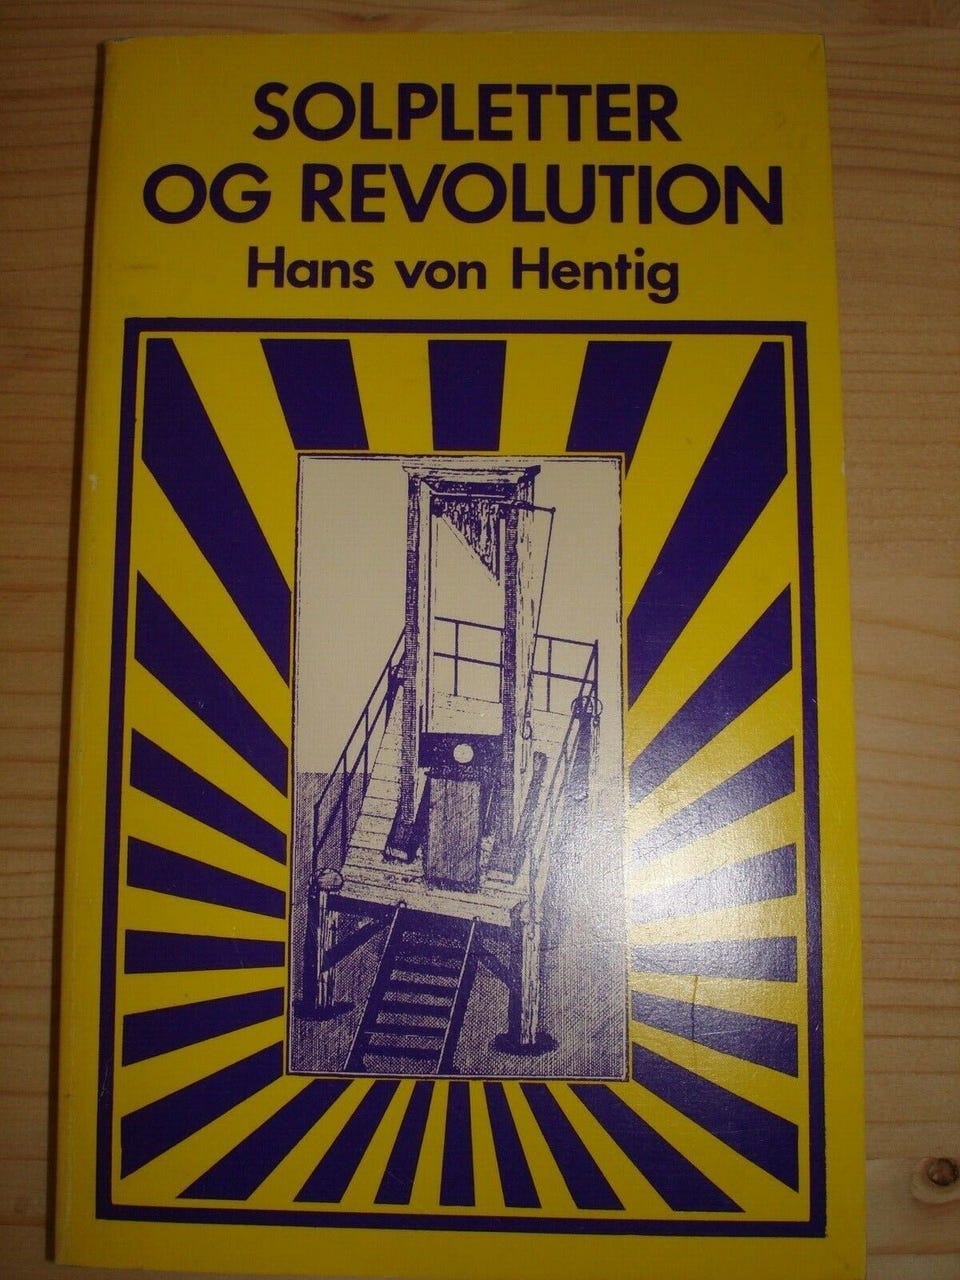 SOLPLETTER
OG REVOLUTION
Hans von Hentig